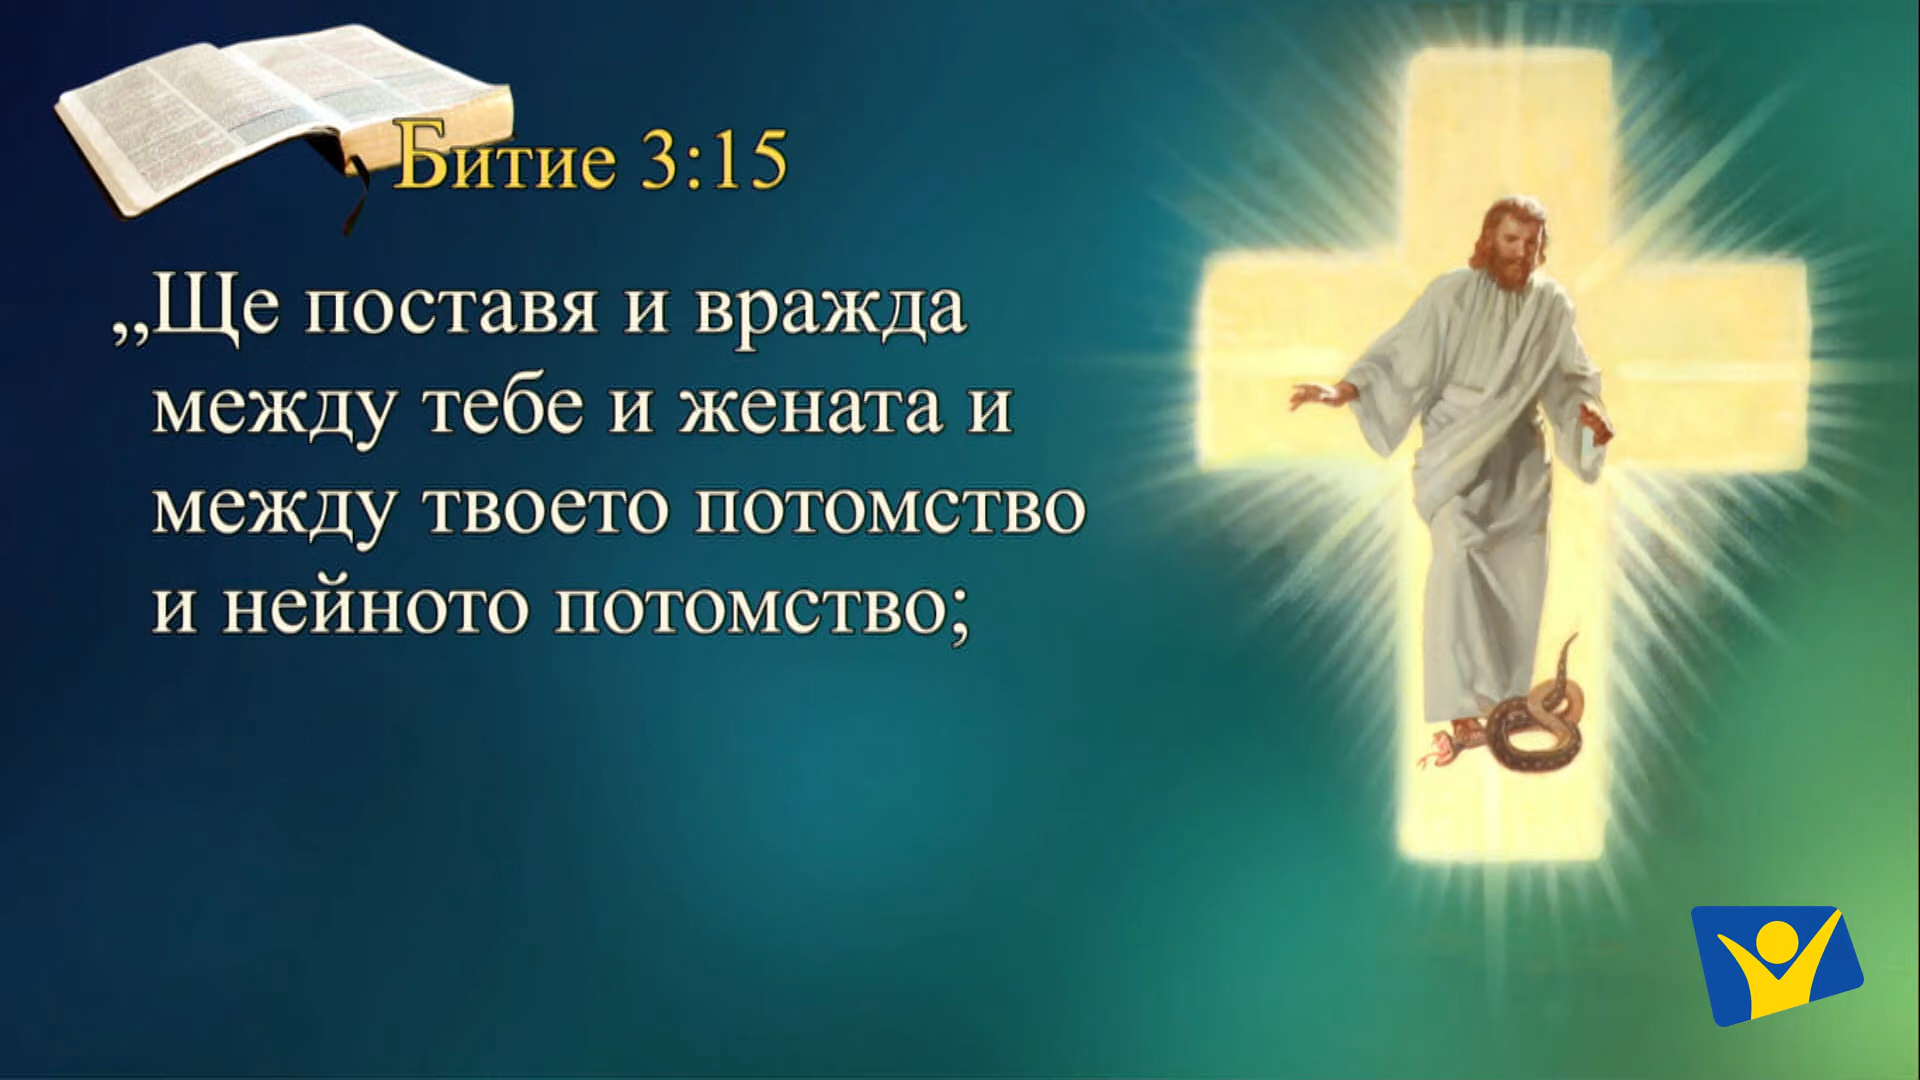 Битие 3:15
„Ще поставя и вражда
между тебе и жената и
между твоето потомство
и нейното потомство;